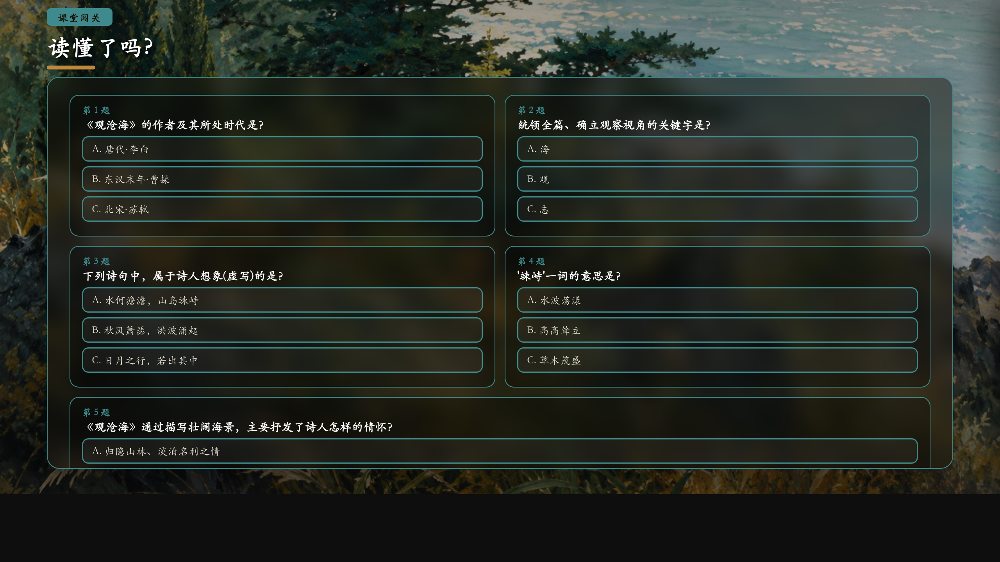 课堂闯关
读懂了吗?
第 1 题
《观沧海》的作者及其所处时代是?
A. 唐代·李白
B. 东汉末年·曹操
C. 北宋·苏轼
第 2 题
统领全篇、确立观察视角的关键字是?
A. 海
B. 观
C. 志
第 3 题
下列诗句中，属于诗人想象(虚写)的是?
A. 水何澹澹，山岛竦峙
B. 秋风萧瑟，洪波涌起
C. 日月之行，若出其中
第 4 题
'竦峙'一词的意思是?
A. 水波荡漾
B. 高高耸立
C. 草木茂盛
第 5 题
《观沧海》通过描写壮阔海景，主要抒发了诗人怎样的情怀?
A. 归隐山林、淡泊名利之情